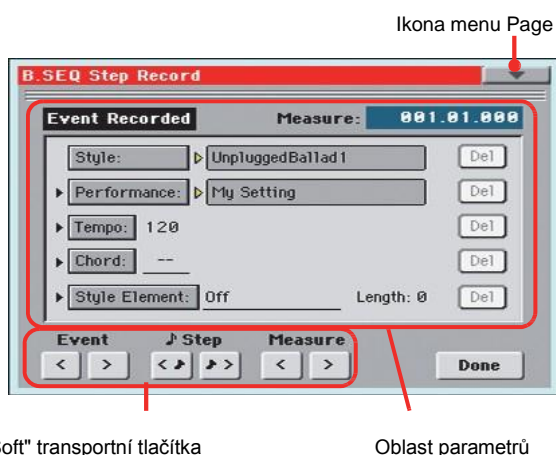 Ikona menu Page
B.SEQ Step Record
Event Recorded Measure: 001.01.000
Style: UnpluggedBallad1 Del
Performance: My Setting Del
Tempo: 120 Del
Chord: -- Del
Style Element: Off Length: 0 Del
Event ♪ Step Measure
< > < ♪ ♪ > < > Done
oft" transportní tlačítka Oblast parametrů